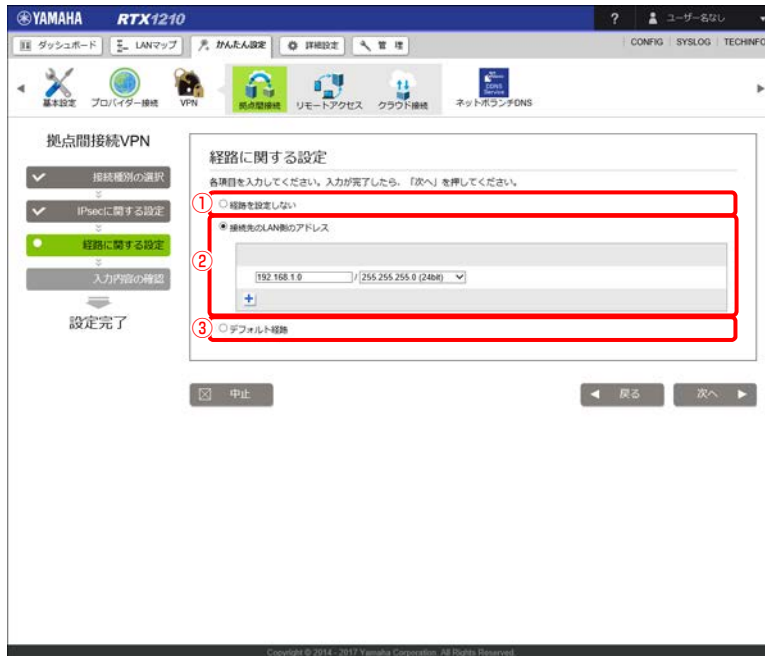 YAMAHA RTX1210 ? ユーザー名なし
ダッシュボード LANマップ かんたん設定 詳細設定 管 理 CONFIG SYSLOG TECHINFO
基本設定 プロバイダー接続 VPN 拠点間接続 リモートアクセス クラウド接続 ネットボランチDNS
拠点間接続VPN
接続種別の選択
IPsecに関する設定
経路に関する設定
入力内容の確認
設定完了
経路に関する設定
各項目を入力してください。入力が完了したら、「次へ」を押してください。
① 経路を設定しない
② 接続先のLAN側のアドレス
192.168.1.0 / 255.255.255.0 (24bit)
+
③ デフォルト経路
中止 戻る 次へ
Copyright © 2014 - 2017 Yamaha Corporation. All Rights Reserved.